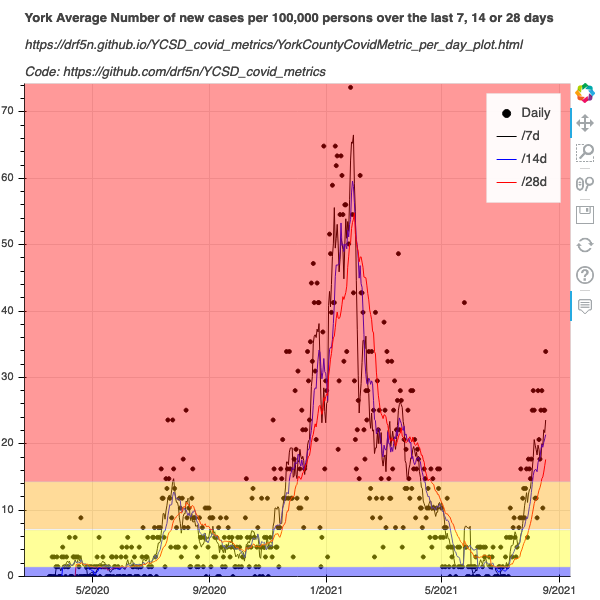 York Average Number of new cases per 100,000 persons over the last 7, 14 or 28 days
https://drf5n.github.io/YCSD_covid_metrics/YorkCountyCovidMetric_per_day_plot.html
Code: https://github.com/drf5n/YCSD_covid_metrics
Daily
/7d
/14d
/28d
70
60
50
40
30
20
10
0
5/2020
9/2020
1/2021
5/2021
9/2021